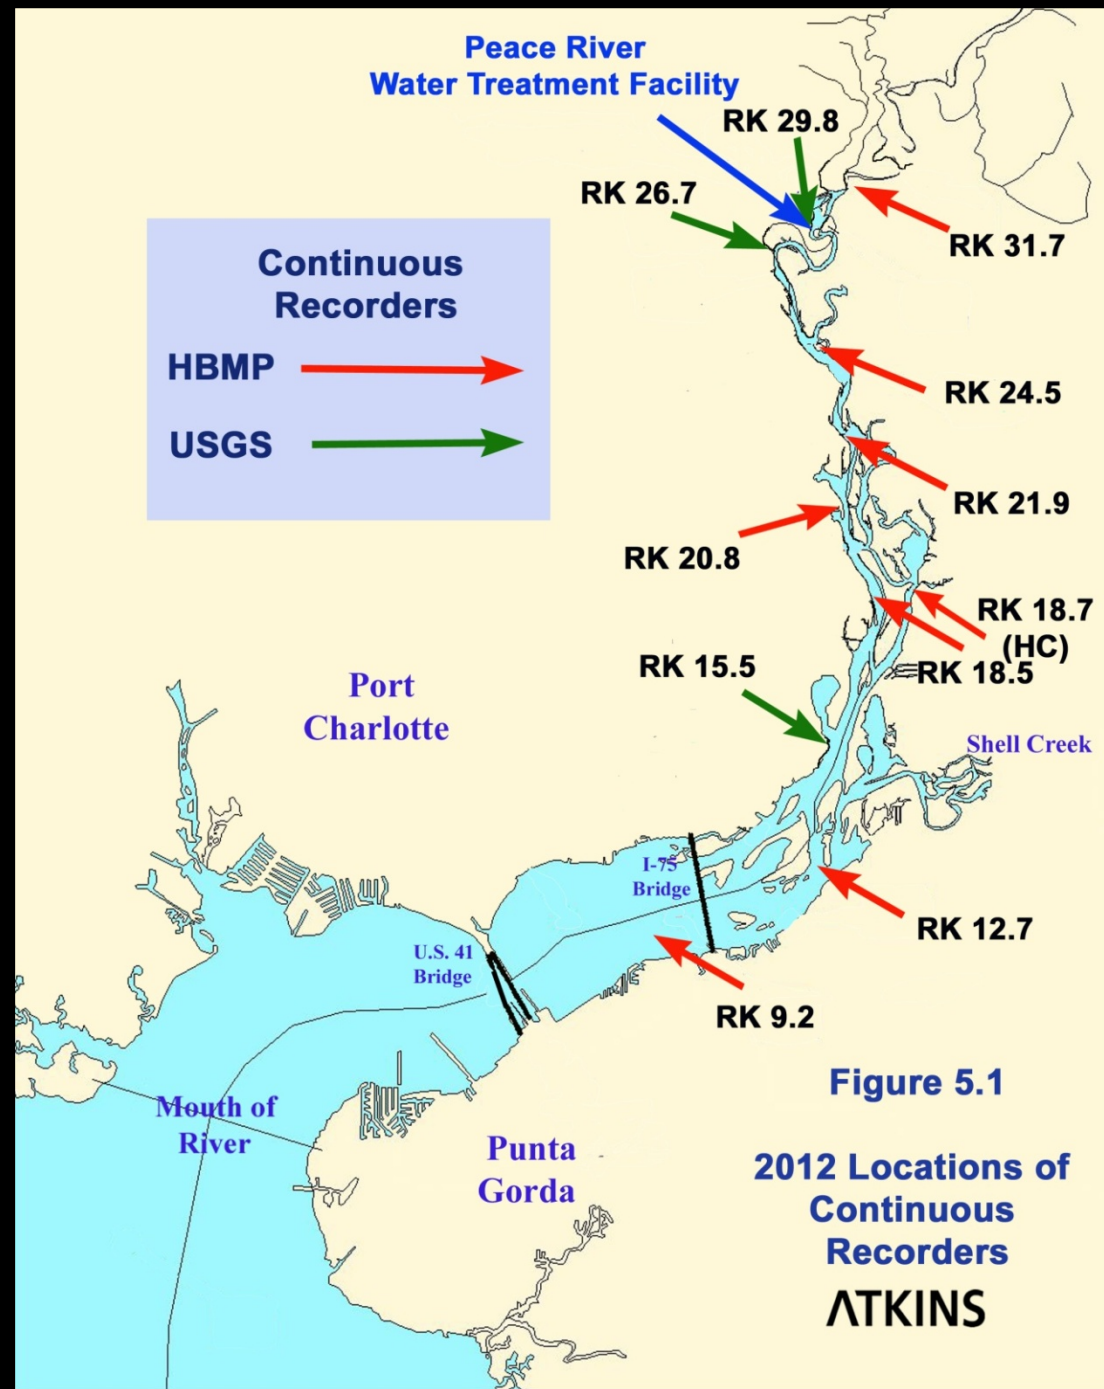 Peace River
Water Treatment Facility
RK 29.8
RK 26.7
RK 31.7
Continuous
Recorders
HBMP
USGS
RK 24.5
RK 21.9
RK 20.8
RK 18.7
(HC)
RK 18.5
RK 15.5
Port
Charlotte
Shell Creek
I-75
Bridge
RK 12.7
U.S. 41
Bridge
RK 9.2
Figure 5.1
Mouth of
River
Punta
Gorda
2012 Locations of
Continuous
Recorders
ATKINS